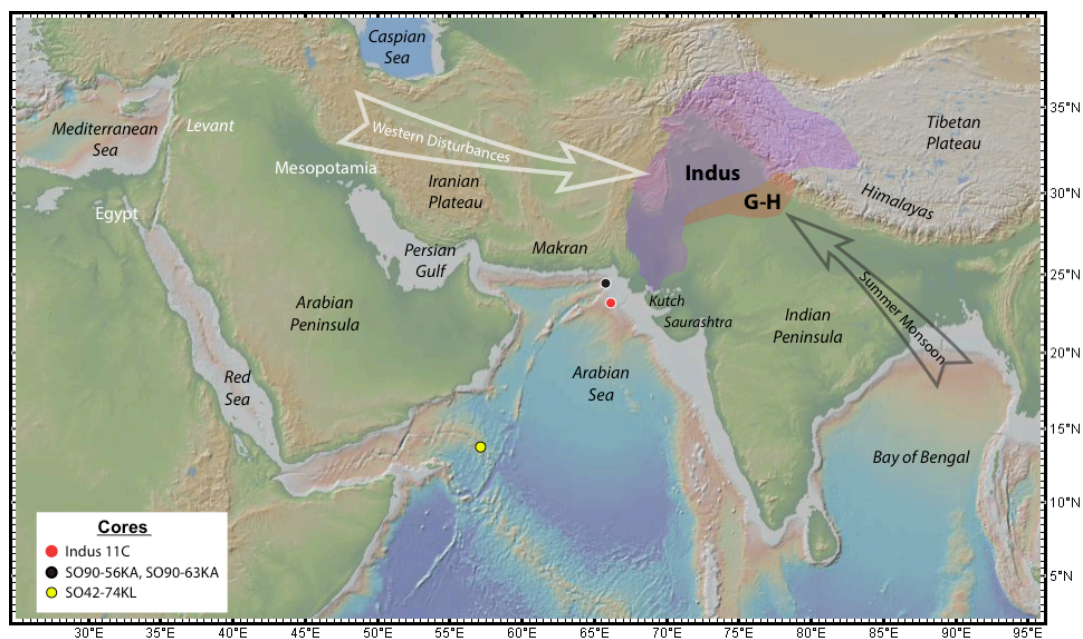 Caspian
Sea
35°N
Mediterranean
Sea
Levant
Western Disturbances
Tibetan
Plateau
Mesopotamia
Indus
Iranian
Plateau
30°N
G-H
Himalayas
Egypt
Persian
Gulf
Makran
25°N
Arabian
Peninsula
Kutch
Saurashtra
Indian
Peninsula
Summer Monsoon
20°N
Red
Sea
Arabian
Sea
15°N
Bay of Bengal
10°N
Cores
Indus 11C
SO90-56KA, SO90-63KA
SO42-74KL
5°N
30°E 35°E 40°E 45°E 50°E 55°E 60°E 65°E 70°E 75°E 80°E 85°E 90°E 95°E